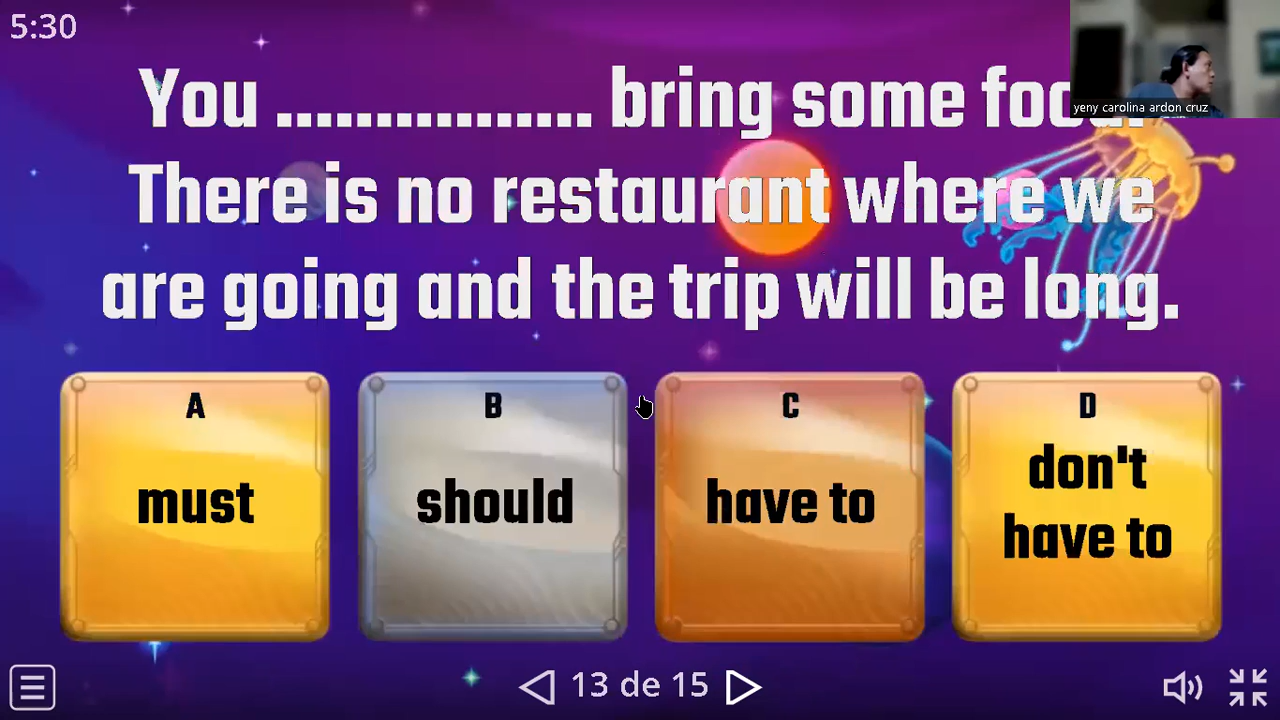 5:30
You ................ bring some food.
There is no restaurant where we
are going and the trip will be long.
yeny carolina ardon cruz
A
must
B
should
C
have to
D
don't
have to
13 de 15